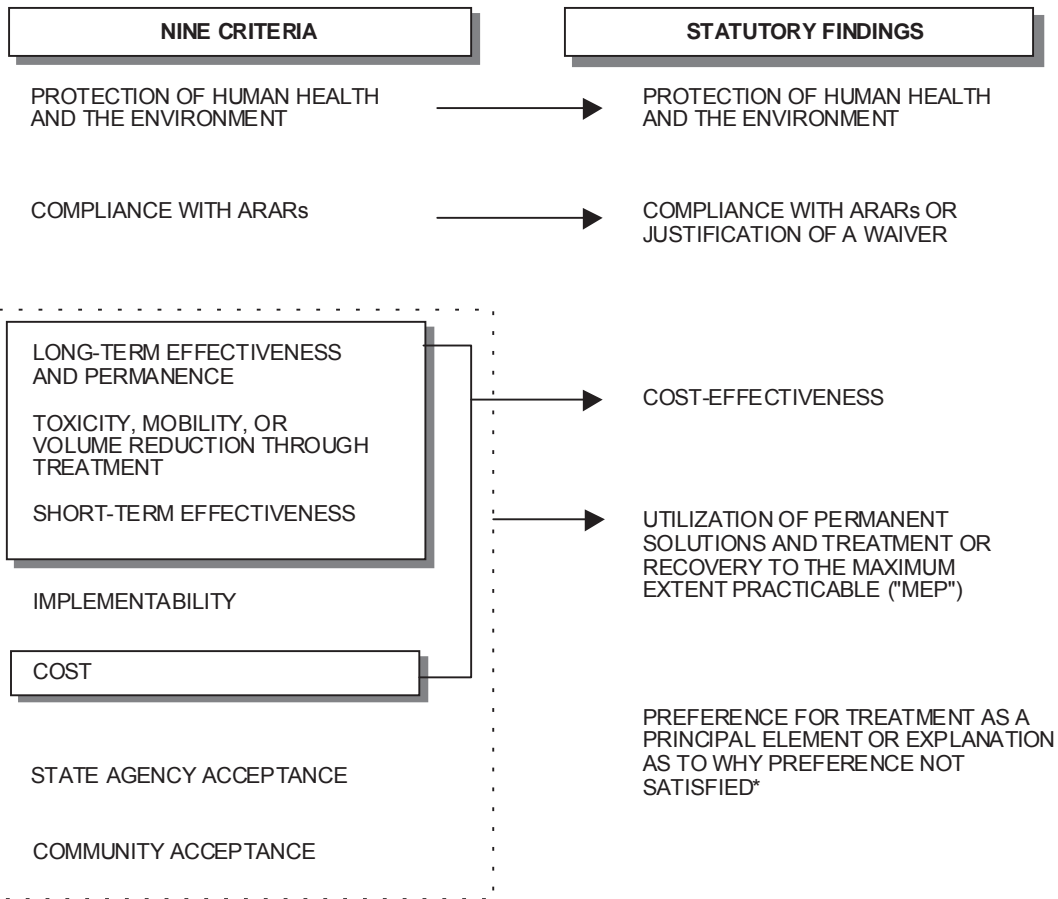 NINE CRITERIA
STATUTORY FINDINGS
PROTECTION OF HUMAN HEALTH
AND THE ENVIRONMENT
PROTECTION OF HUMAN HEALTH
AND THE ENVIRONMENT
COMPLIANCE WITH ARARs
COMPLIANCE WITH ARARs OR
JUSTIFICATION OF A WAIVER
LONG-TERM EFFECTIVENESS
AND PERMANENCE
TOXICITY, MOBILITY, OR
VOLUME REDUCTION THROUGH
TREATMENT
SHORT-TERM EFFECTIVENESS
COST-EFFECTIVENESS
IMPLEMENTABILITY
UTILIZATION OF PERMANENT
SOLUTIONS AND TREATMENT OR
RECOVERY TO THE MAXIMUM
EXTENT PRACTICABLE ("MEP")
COST
STATE AGENCY ACCEPTANCE
COMMUNITY ACCEPTANCE
PREFERENCE FOR TREATMENT AS A
PRINCIPAL ELEMENT OR EXPLANATION
AS TO WHY PREFERENCE NOT
SATISFIED*